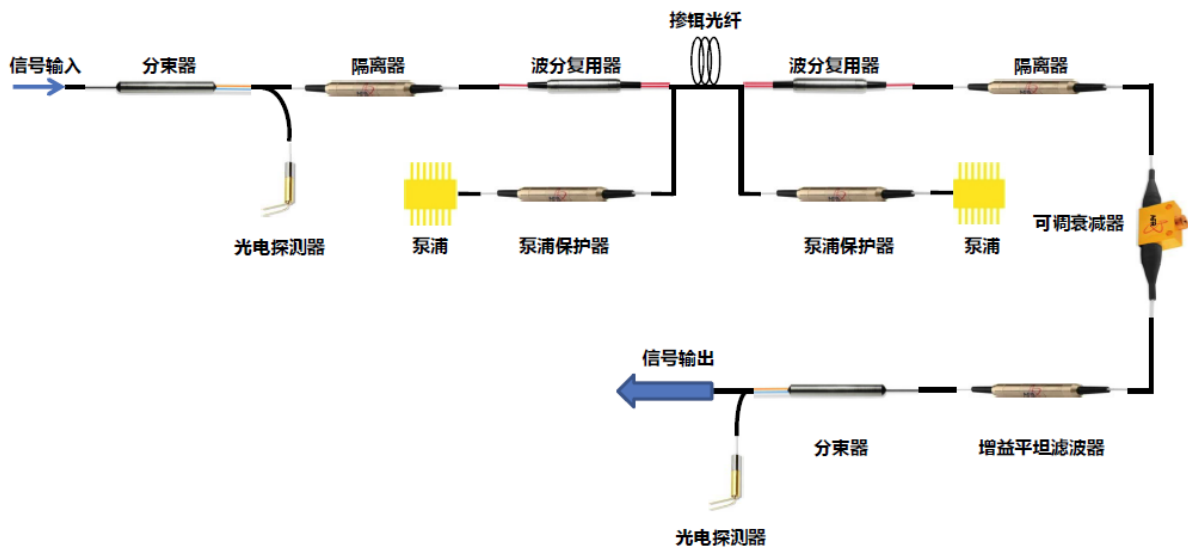 掺铒光纤
信号输入
分束器
隔离器
波分复用器
波分复用器
隔离器
光电探测器
泵浦
泵浦保护器
泵浦保护器
泵浦
可调衰减器
信号输出
分束器
增益平坦滤波器
光电探测器